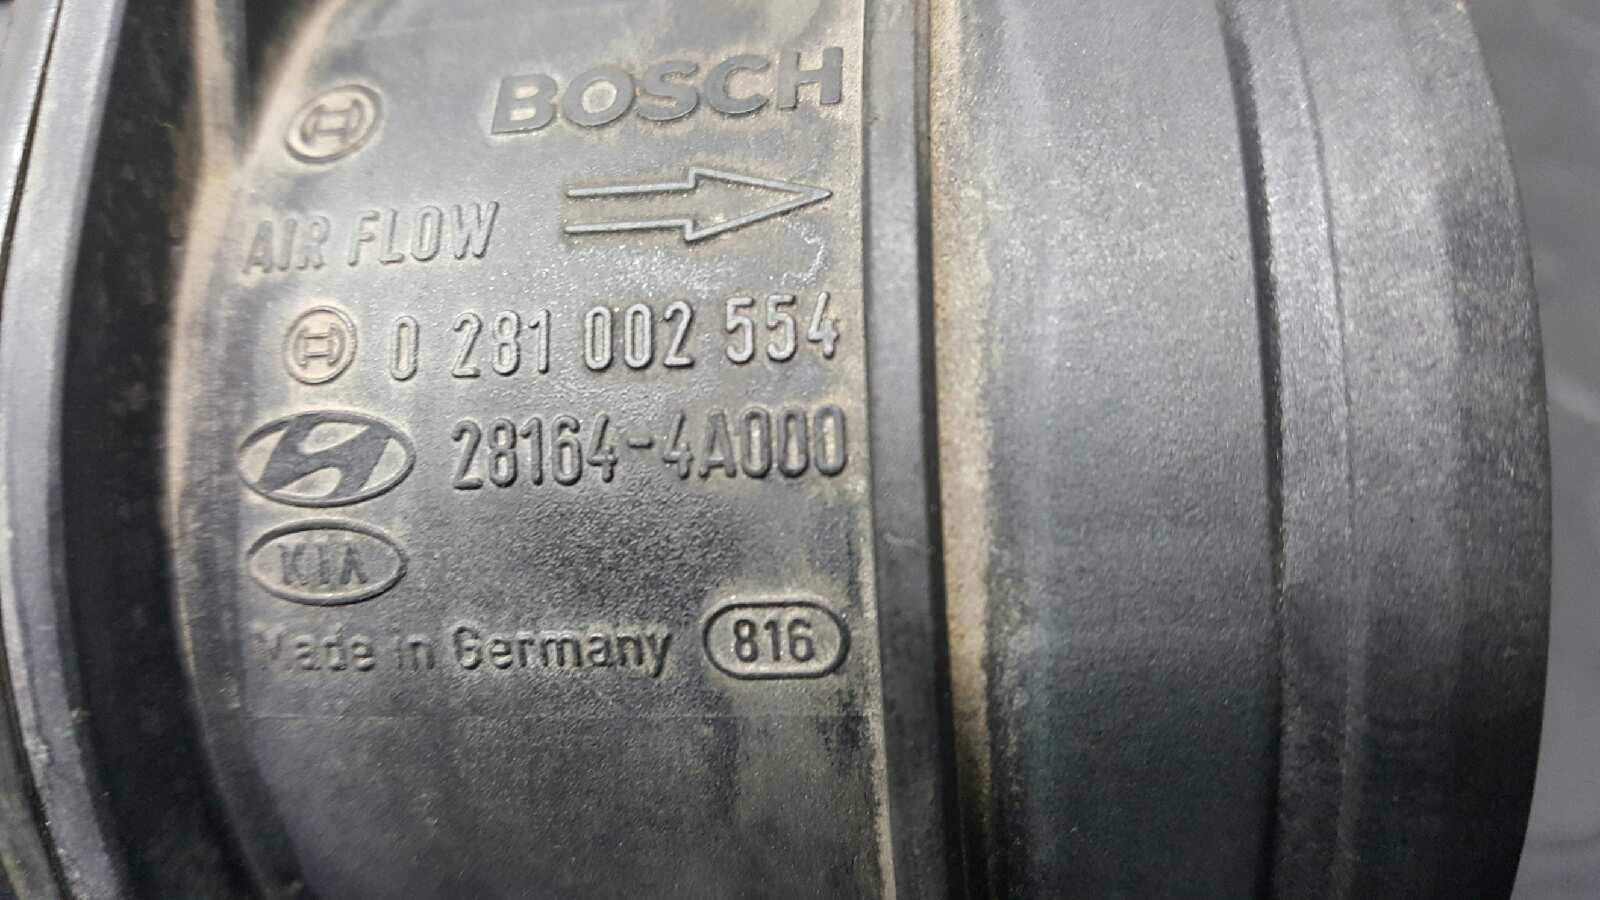 BOSCH
AIR FLOW
0 281 002 554
28164-4A000
KIA
Made in Germany 816